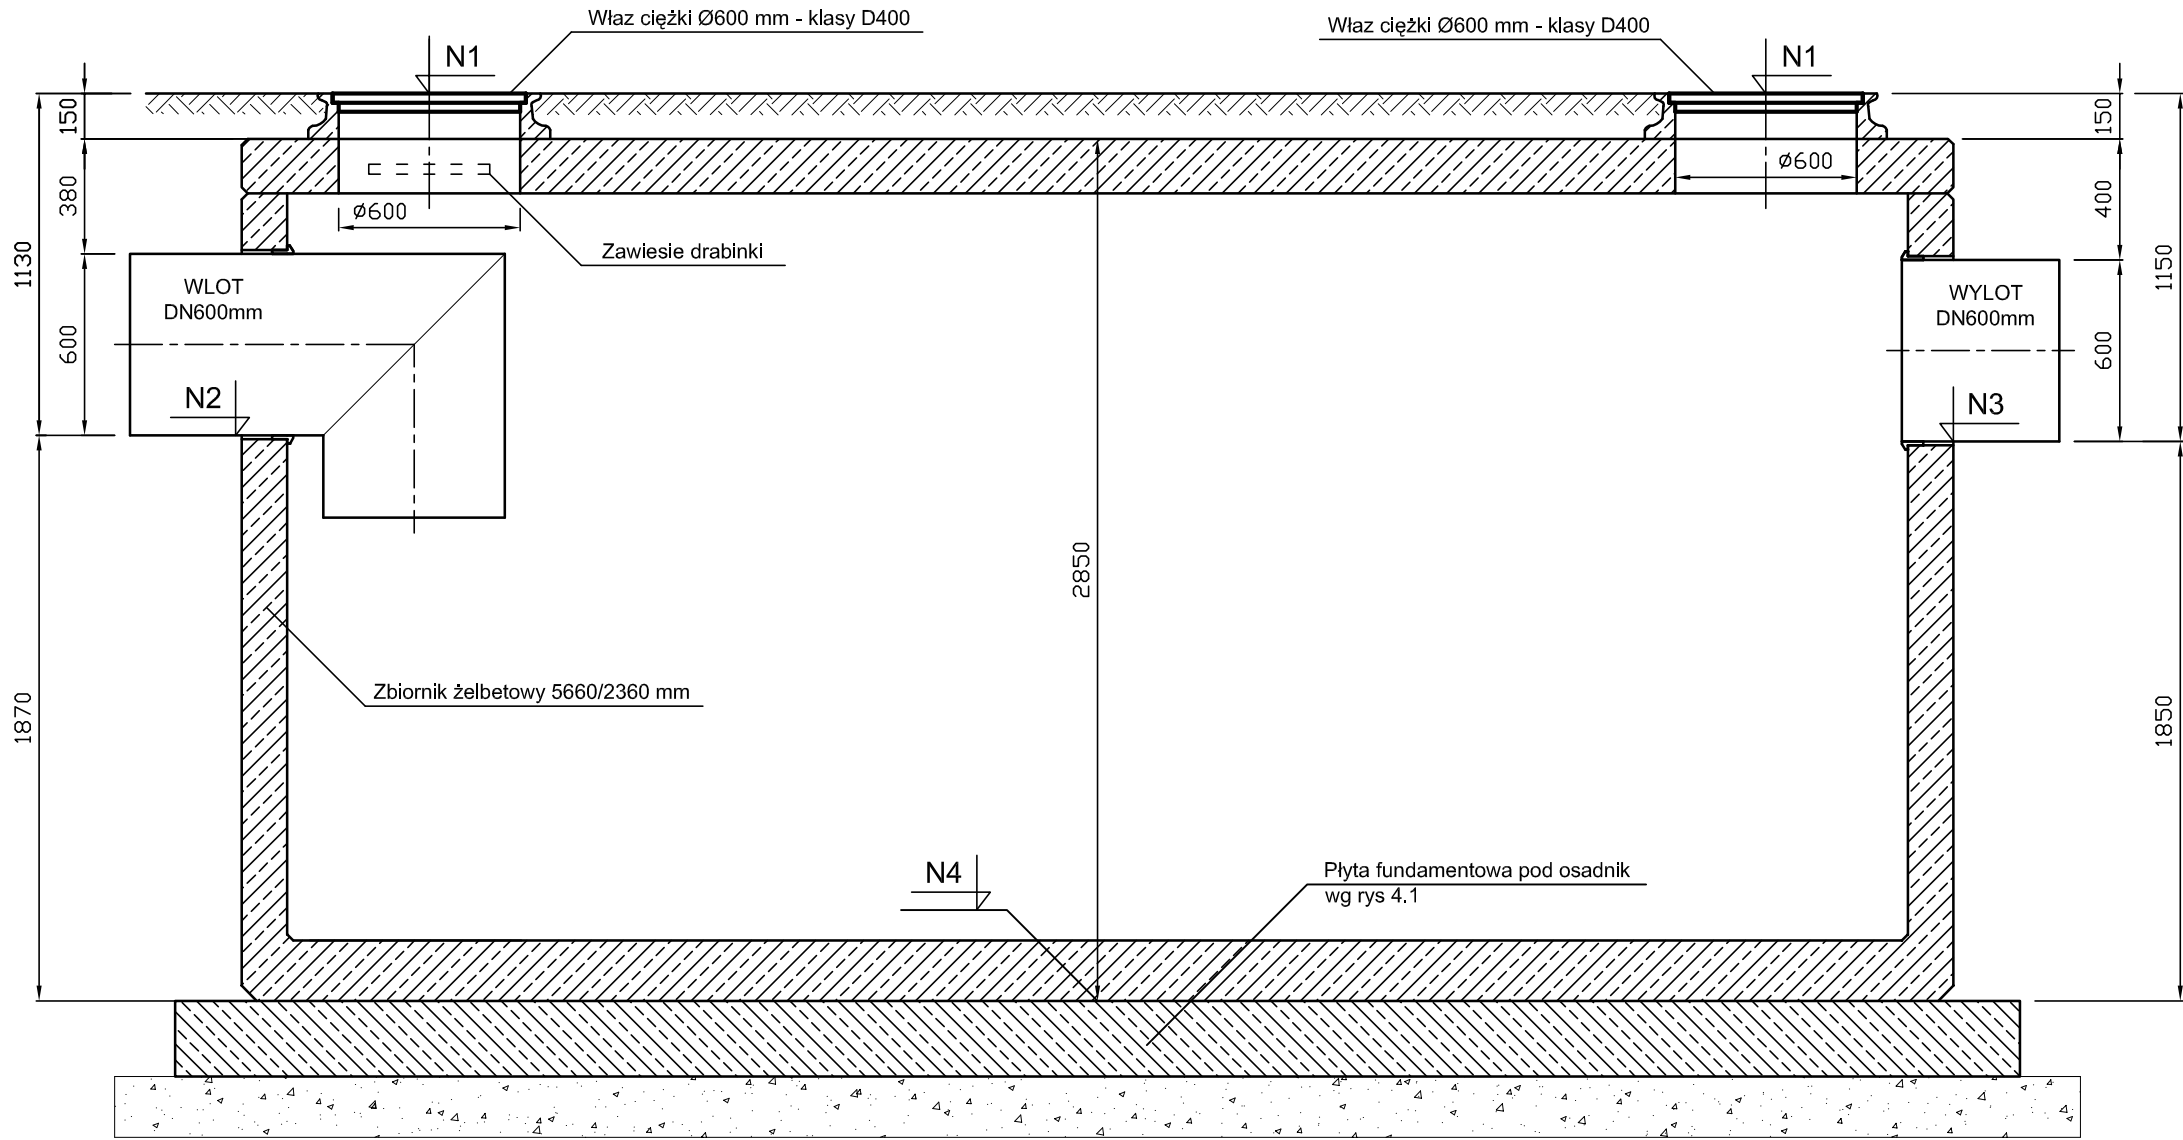 Właz ciężki Ø600 mm - klasy D400
Właz ciężki Ø600 mm - klasy D400
N1
N1
150
150
380
400
1130
1150
Ø600
Ø600
Zawiesie drabinki
WLOT
DN600mm
WYLOT
DN600mm
600
600
N2
N3
2850
Zbiornik żelbetowy 5660/2360 mm
1870
1850
N4
Płyta fundamentowa pod osadnik
wg rys 4.1